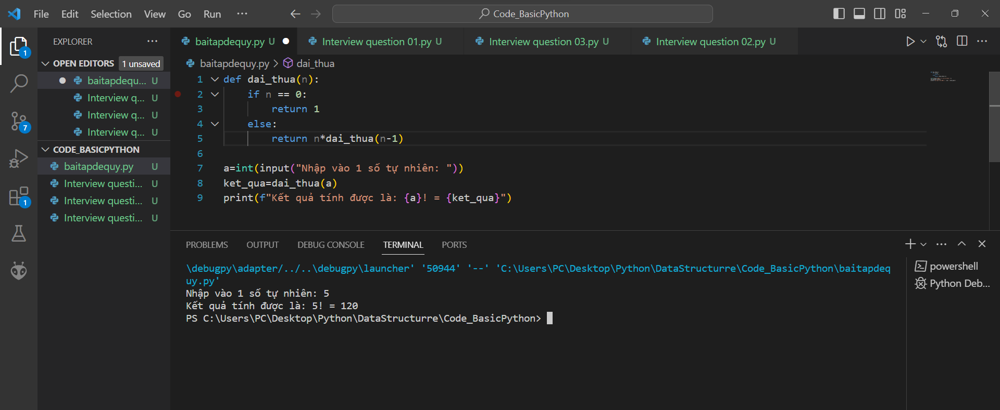 File Edit Selection View Go Run ...
Code_BasicPython
EXPLORER ...
OPEN EDITORS 1 unsaved
baitapdequ... U
Interview q... U
Interview q... U
Interview q... U
CODE_BASICPYTHON
baitapdequy.py U
Interview questi... U
Interview questi... U
Interview questi... U
1
7
1
baitapdequy.py U
Interview question 01.py U
Interview question 03.py U
Interview question 02.py U
baitapdequy.py > dai_thua
1 def dai_thua(n):
2 if n == 0:
3 return 1
4 else:
5 return n*dai_thua(n-1)
6
7 a=int(input("Nhập vào 1 số tự nhiên: "))
8 ket_qua=dai_thua(a)
9 print(f"Kết quả tính được là: {a}! = {ket_qua}")
PROBLEMS OUTPUT DEBUG CONSOLE TERMINAL PORTS
\debugpy\adapter/../..\debugpy\launcher' '50944' '--' 'C:\Users\PC\Desktop\Python\DataStructurre\Code_BasicPython\baitapdeq
uy.py'
Nhập vào 1 số tự nhiên: 5
Kết quả tính được là: 5! = 120
PS C:\Users\PC\Desktop\Python\DataStructurre\Code_BasicPython>
powershell
Python Deb...